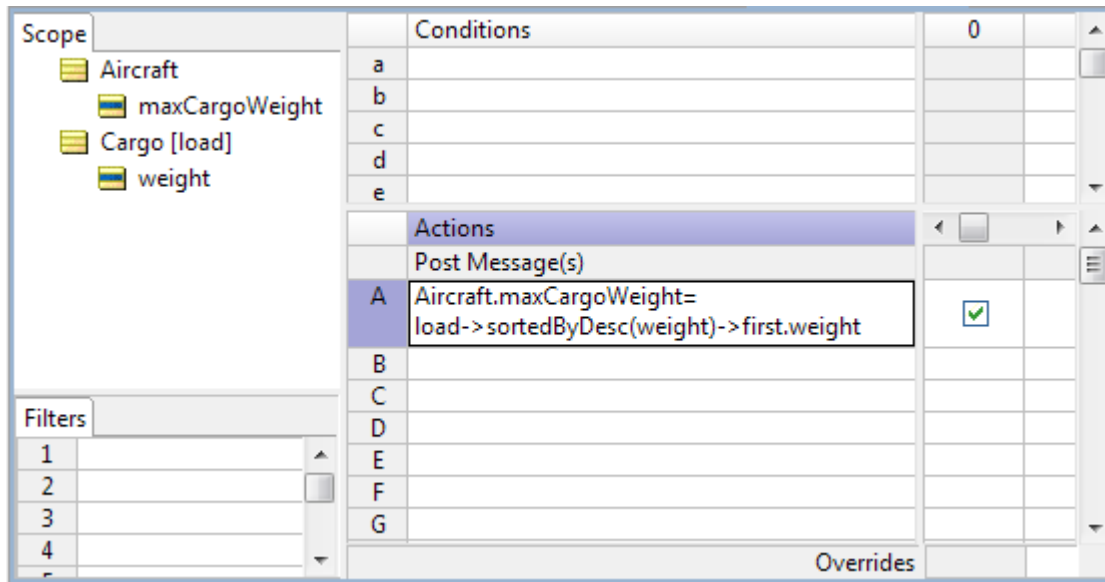 Scope
Aircraft
maxCargoWeight
Cargo [load]
weight
Filters
1
2
3
4
Conditions
0
a
b
c
d
e
Actions
Post Message(s)
A
Aircraft.maxCargoWeight=
load->sortedByDesc(weight)->first.weight
B
C
D
E
F
G
Overrides